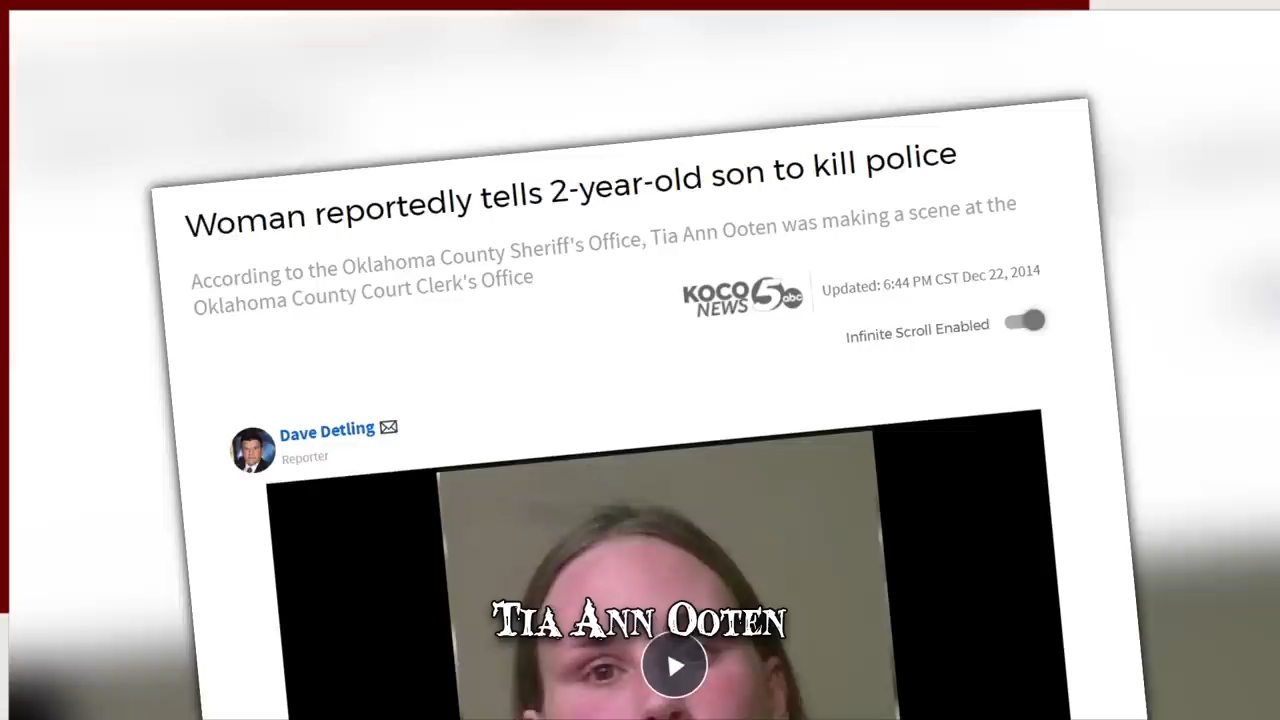 Woman reportedly tells 2-year-old son to kill police
According to the Oklahoma County Sheriff's Office, Tia Ann Ooten was making a scene at the
Oklahoma County Court Clerk's Office
KOCO 5 abc
NEWS
Updated: 6:44 PM CST Dec 22, 2014
Infinite Scroll Enabled
Dave Detling
Reporter
TIA ANN OOTEN